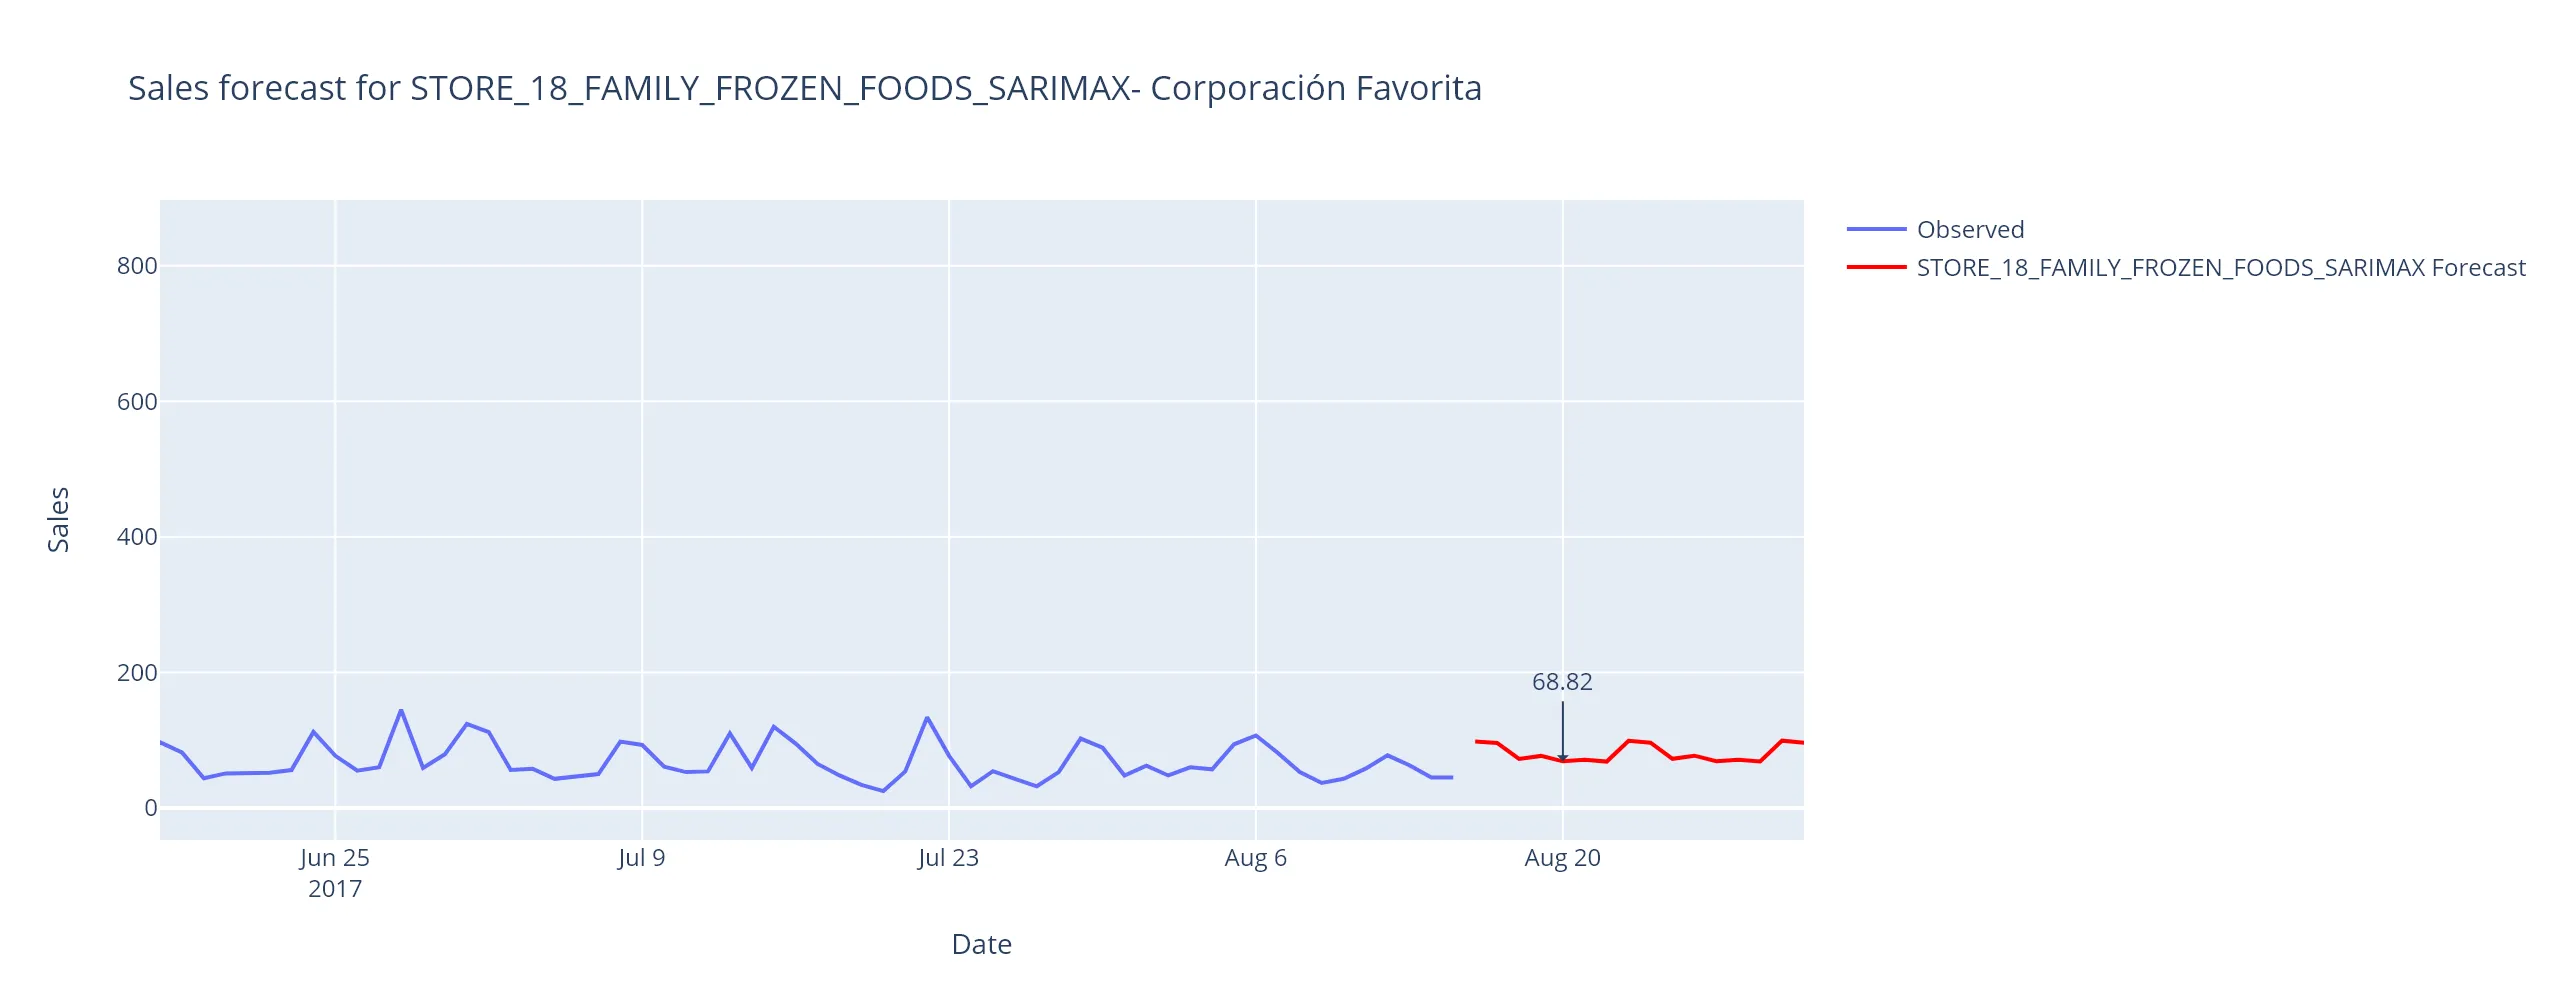 Sales forecast for STORE_18_FAMILY_FROZEN_FOODS_SARIMAX- Corporación Favorita
Observed
STORE_18_FAMILY_FROZEN_FOODS_SARIMAX Forecast
800
600
400
200
0
Sales
68.82
Jun 25
2017
Jul 9
Jul 23
Aug 6
Aug 20
Date